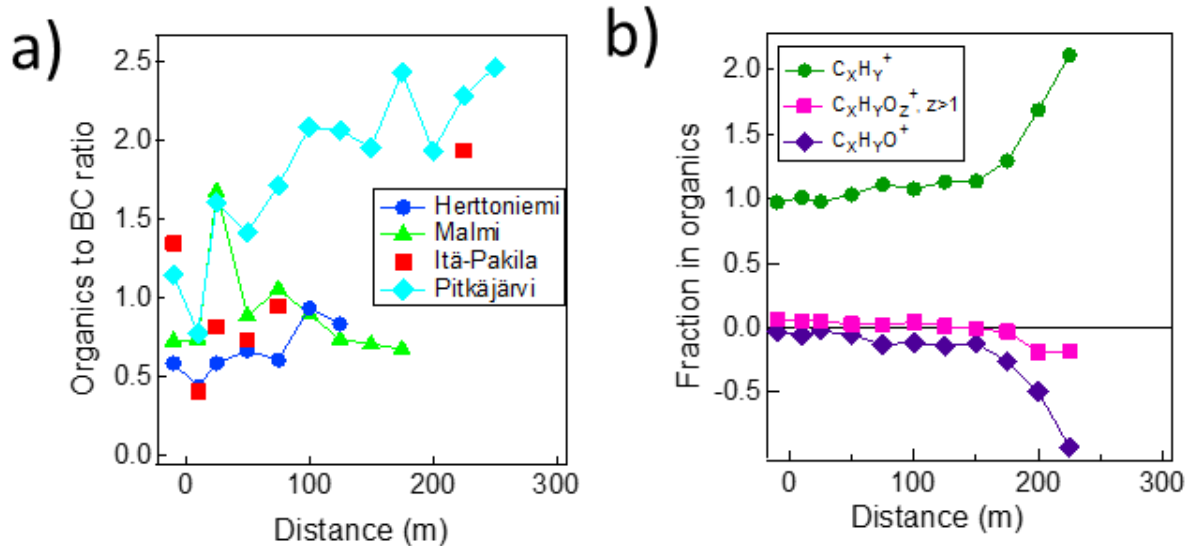 a)
Organics to BC ratio
2.5
2.0
1.5
1.0
0.5
0.0
Herttoniemi
Malmi
Itä-Pakila
Pitkäjärvi
0 100 200 300
Distance (m)
b)
Fraction in organics
2.0
1.5
1.0
0.5
0.0
-0.5
CXHY+
CXHYOZ+, z>1
CXHYO+
0 100 200 300
Distance (m)